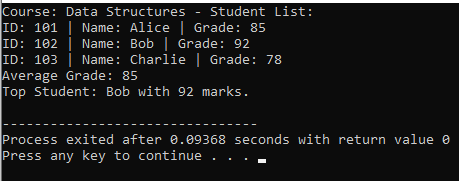 Course: Data Structures - Student List:
ID: 101 | Name: Alice | Grade: 85
ID: 102 | Name: Bob | Grade: 92
ID: 103 | Name: Charlie | Grade: 78
Average Grade: 85
Top Student: Bob with 92 marks.
--------------------------------
Process exited after 0.09368 seconds with return value 0
Press any key to continue . . .